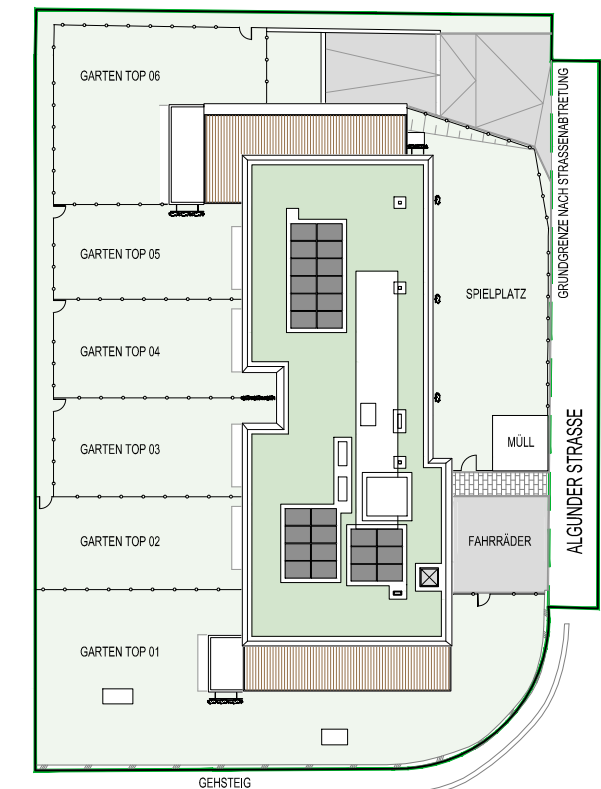 GARTEN TOP 06
GRUNDGRENZE NACH STRASSENABTRETUNG
GARTEN TOP 05
SPIELPLATZ
GARTEN TOP 04
GARTEN TOP 03
MÜLL
ALGUNDER STRASSE
GARTEN TOP 02
FAHRRÄDER
GARTEN TOP 01
GEHSTEIG